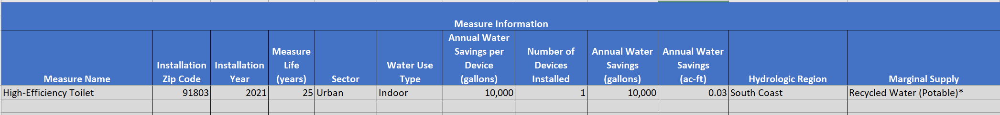 Measure Information
Measure Name
Installation
Zip Code
Installation
Year
Measure
Life
(years)
Sector
Water Use
Type
Annual Water
Savings per
Device
(gallons)
Number of
Devices
Installed
Annual Water
Savings
(gallons)
Annual Water
Savings
(ac-ft)
Hydrologic Region
Marginal Supply
High-Efficiency Toilet 91803 2021 25 Urban Indoor 10,000 1 10,000 0.03 South Coast Recycled Water (Potable)*